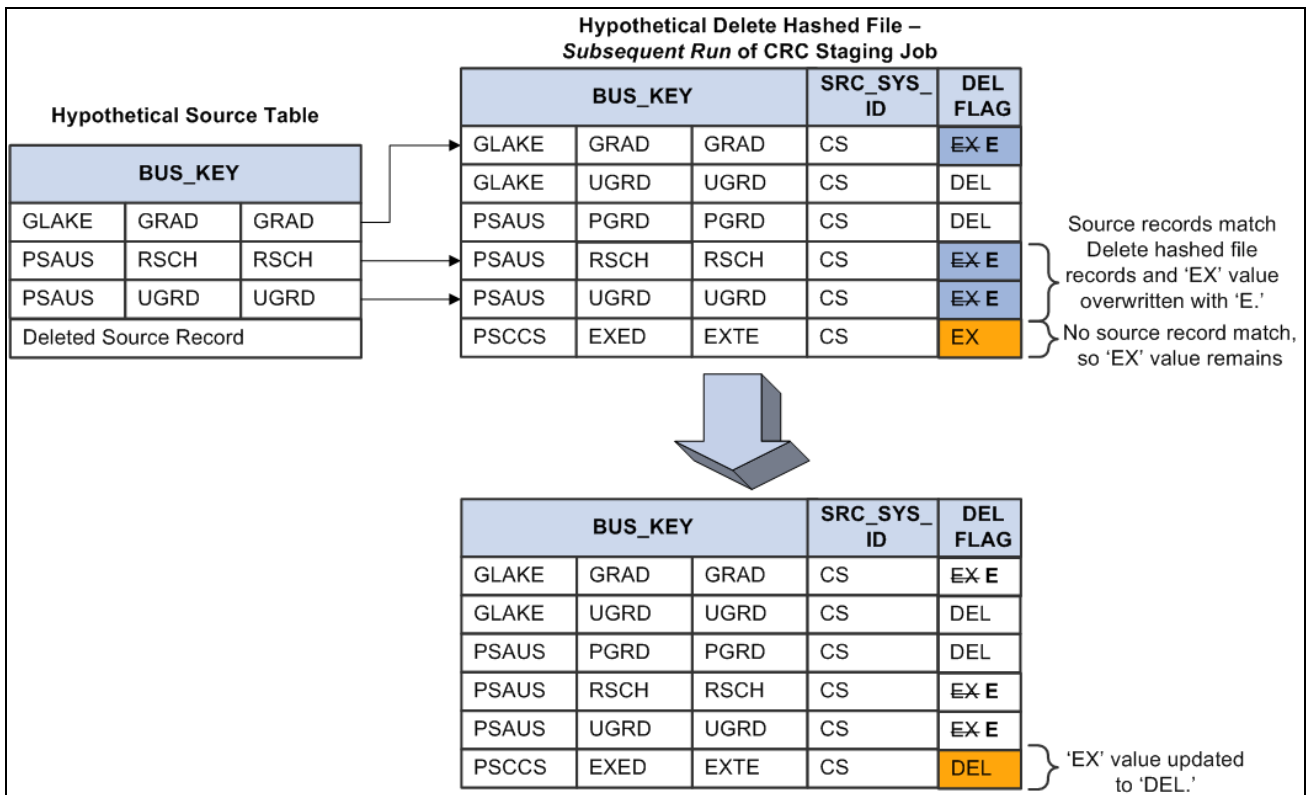 Hypothetical Delete Hashed File –
Subsequent Run of CRC Staging Job
Hypothetical Source Table
BUS_KEY
GLAKE GRAD GRAD
PSAUS RSCH RSCH
PSAUS UGRD UGRD
Deleted Source Record
BUS_KEY SRC_SYS_ ID DEL FLAG
GLAKE GRAD GRAD CS EX E
GLAKE UGRD UGRD CS DEL
PSAUS PGRD PGRD CS DEL
PSAUS RSCH RSCH CS EX E
PSAUS UGRD UGRD CS EX E
PSCCS EXED EXTE CS EX
Source records match
Delete hashed file
records and ‘EX’ value
overwritten with ‘E.’
No source record match,
so ‘EX’ value remains
BUS_KEY SRC_SYS_ ID DEL FLAG
GLAKE GRAD GRAD CS EX E
GLAKE UGRD UGRD CS DEL
PSAUS PGRD PGRD CS DEL
PSAUS RSCH RSCH CS EX E
PSAUS UGRD UGRD CS EX E
PSCCS EXED EXTE CS DEL
‘EX’ value updated
to ‘DEL.’